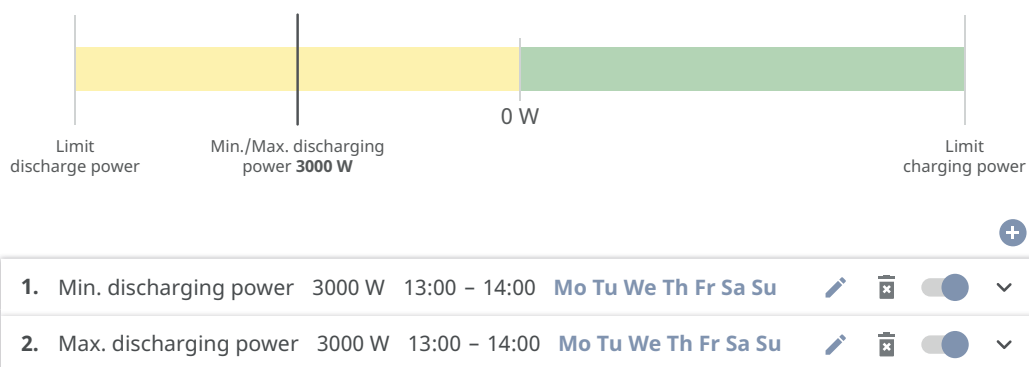 0 W
Limit
discharge power
Min./Max. discharging
power 3000 W
Limit
charging power
1. Min. discharging power 3000 W 13:00 – 14:00 Mo Tu We Th Fr Sa Su
2. Max. discharging power 3000 W 13:00 – 14:00 Mo Tu We Th Fr Sa Su